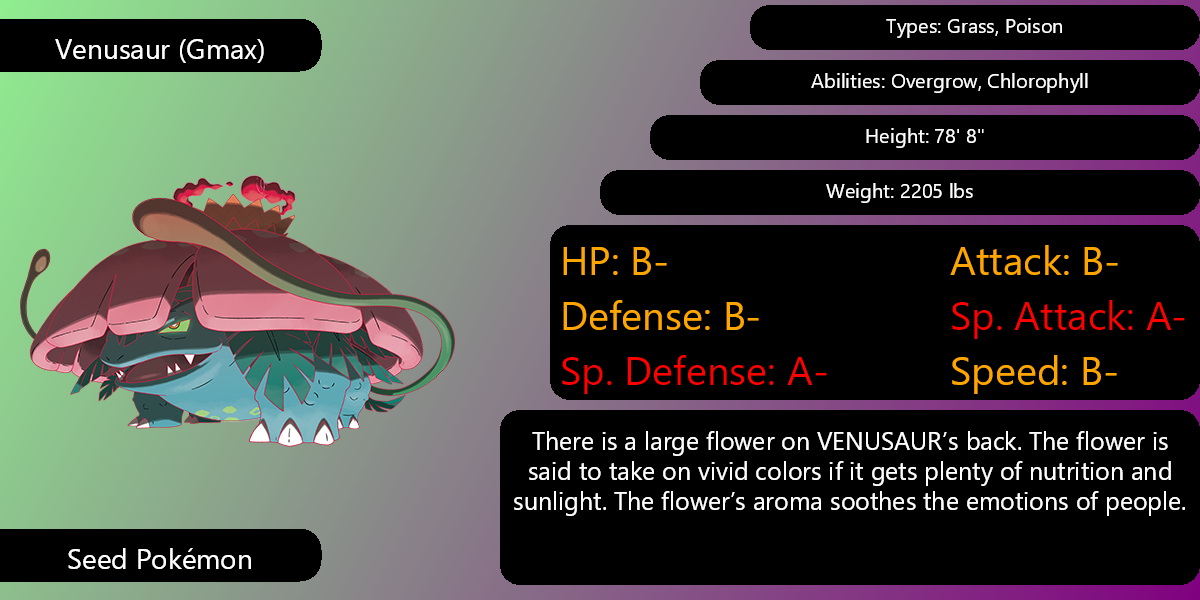 Venusaur (Gmax)
Types: Grass, Poison
Abilities: Overgrow, Chlorophyll
Height: 78' 8"
Weight: 2205 lbs
HP: B-
Attack: B-
Defense: B-
Sp. Attack: A-
Sp. Defense: A-
Speed: B-
There is a large flower on VENUSAUR’s back. The flower is
said to take on vivid colors if it gets plenty of nutrition and
sunlight. The flower’s aroma soothes the emotions of people.
Seed Pokémon